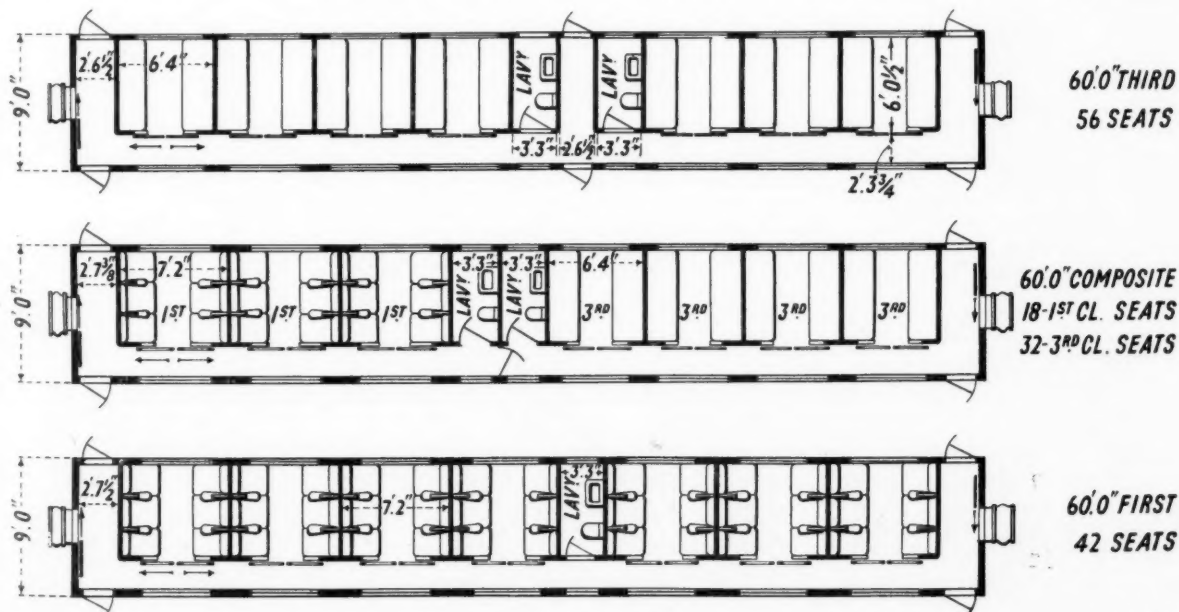 9'.0"
2'.6½"
6'.4"
LAVY
LAVY
3'.3"
2'.6½"
3'.3"
6'.0½"
2'.3¾"
60'.0" THIRD
56 SEATS
9'.0"
2'.7⅜"
7'.2"
1ST
1ST
1ST
3'.3"
3'.3"
LAVY
LAVY
6'.4"
3RD
3RD
3RD
3RD
60'.0" COMPOSITE
18-1ST CL. SEATS
32-3RD CL. SEATS
9'.0"
2'.7½"
7'.2"
3'.3"
LAVY
60'.0" FIRST
42 SEATS